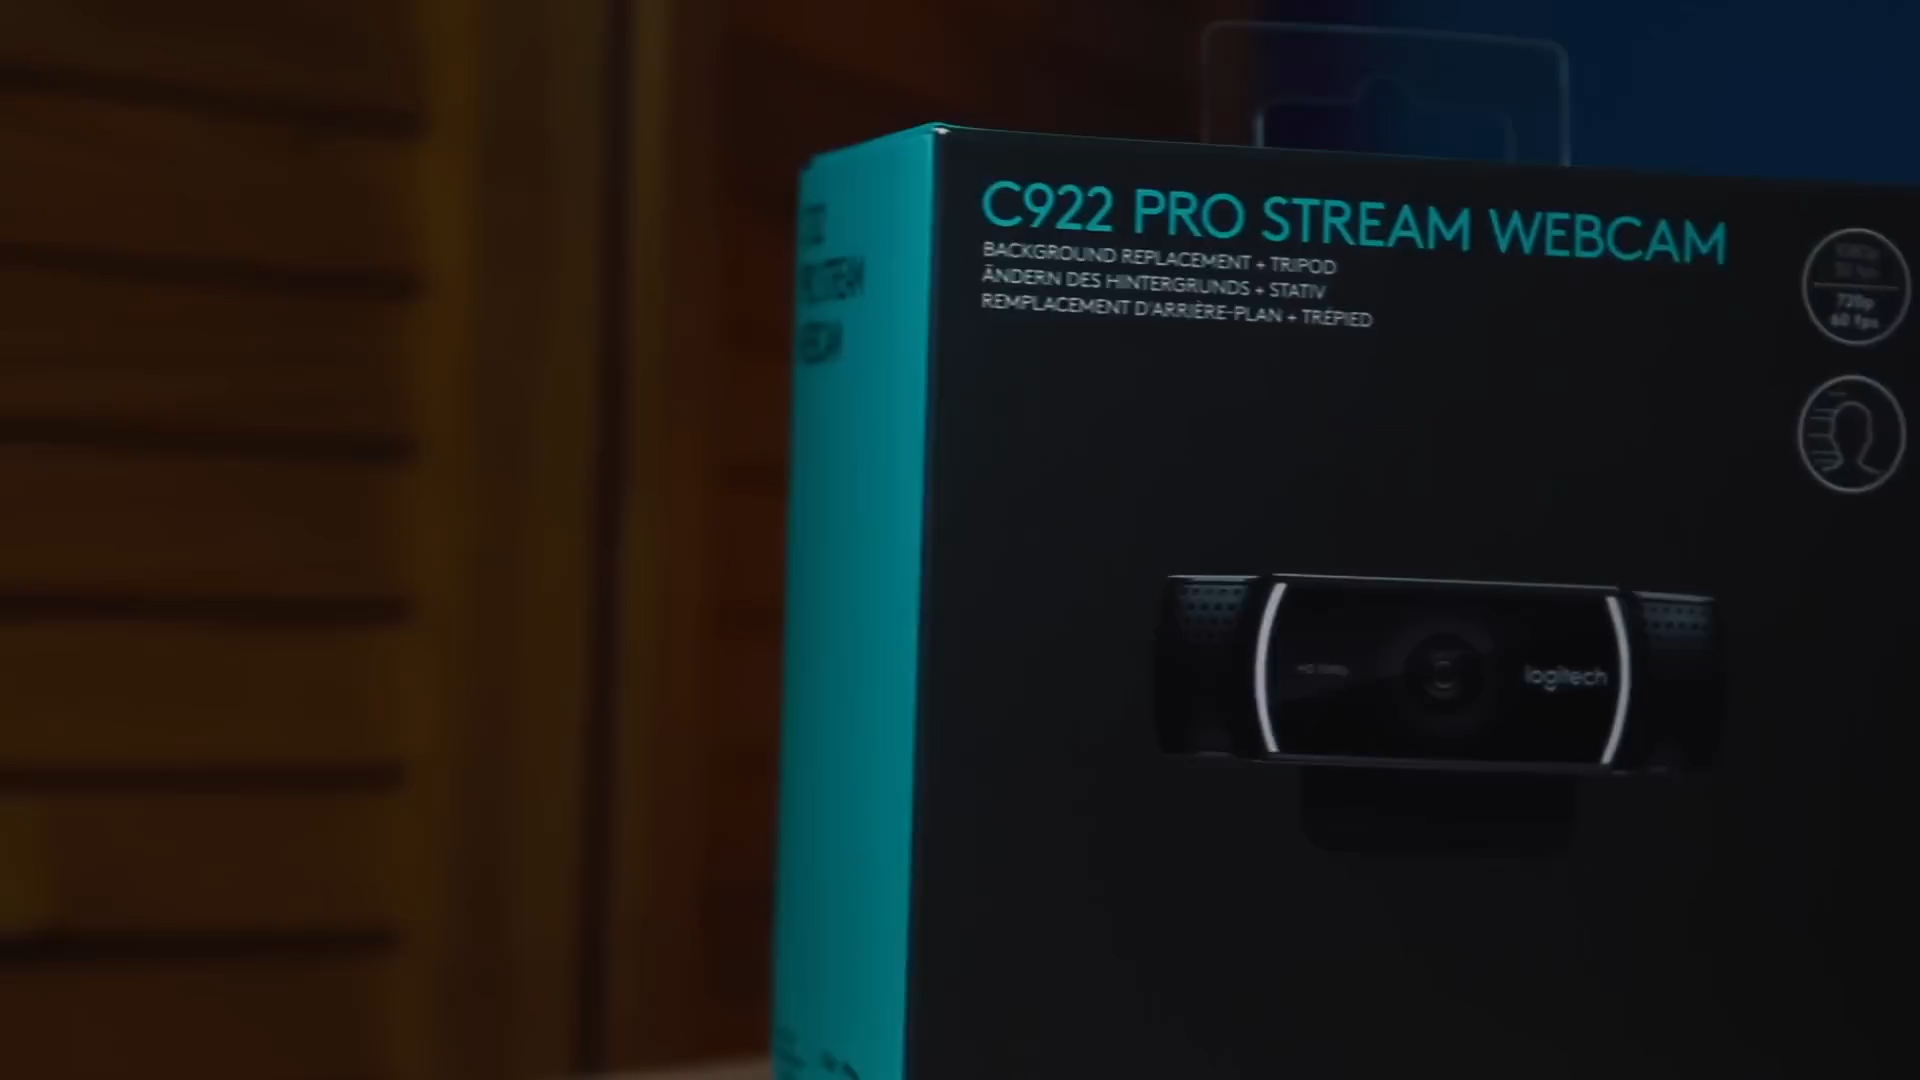 C922 PRO STREAM WEBCAM
BACKGROUND REPLACEMENT + TRIPOD
ÄNDERN DES HINTERGRUNDS + STATIV
REMPLACEMENT D'ARRIÈRE-PLAN + TRÉPIED
720p
60 fps
logitech